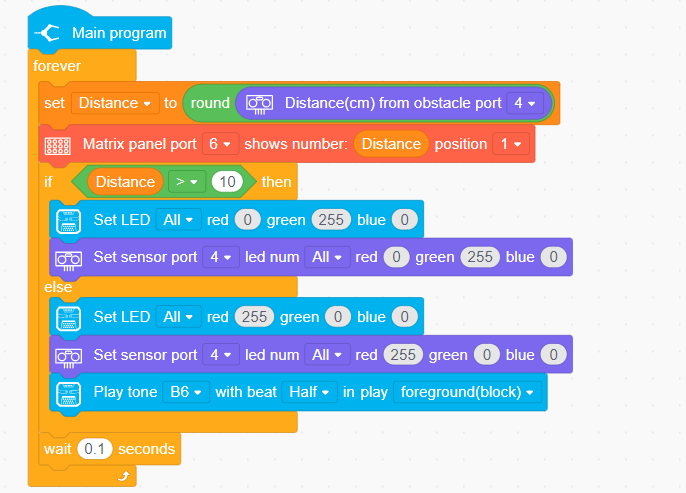 Main program
forever
set Distance to round Distance(cm) from obstacle port 4
Matrix panel port 6 shows number: Distance position 1
if Distance > 10 then
Set LED All red 0 green 255 blue 0
Set sensor port 4 led num All red 0 green 255 blue 0
else
Set LED All red 255 green 0 blue 0
Set sensor port 4 led num All red 255 green 0 blue 0
Play tone B6 with beat Half in play foreground(block)
wait 0.1 seconds